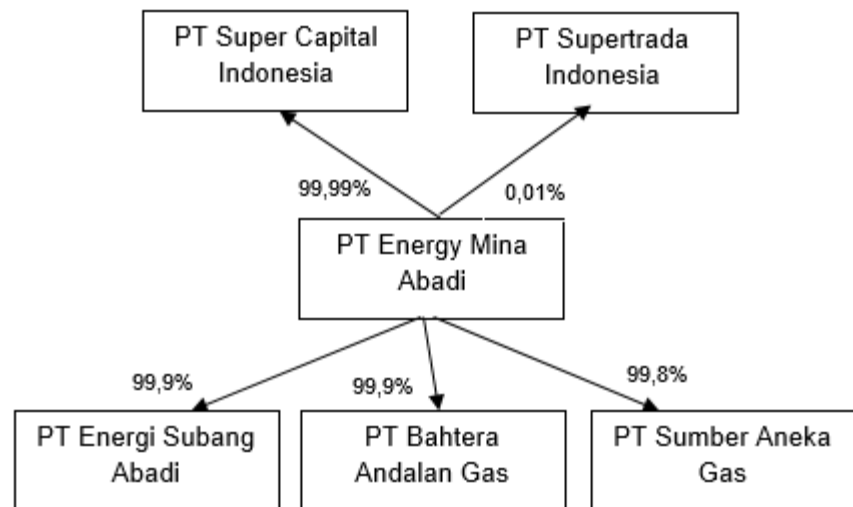 PT Super Capital
Indonesia
PT Supertrada
Indonesia
99,99%
0,01%
PT Energy Mina
Abadi
99,9%
99,9%
99,8%
PT Energi Subang
Abadi
PT Bahtera
Andalan Gas
PT Sumber Aneka
Gas